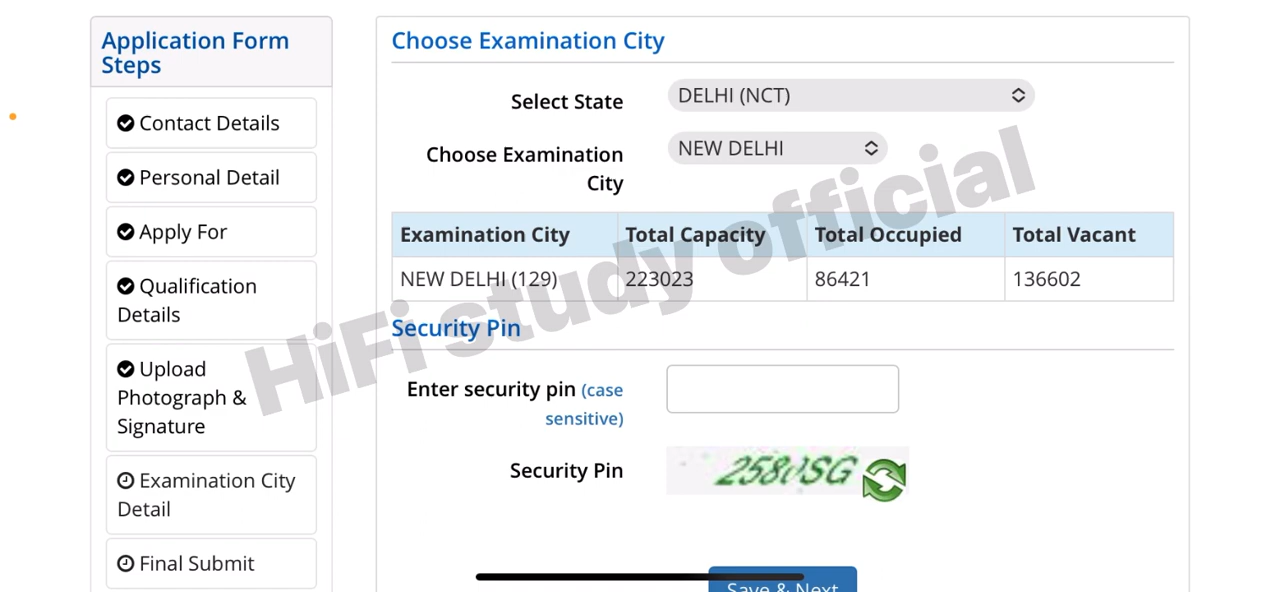 Application Form
Steps
Contact Details
Personal Detail
Apply For
Qualification
Details
Upload
Photograph &
Signature
Examination City
Detail
Final Submit
Choose Examination City
Select State
DELHI (NCT)
Choose Examination
City
NEW DELHI
Examination City Total Capacity Total Occupied Total Vacant
NEW DELHI (129) 223023 86421 136602
Security Pin
Enter security pin (case
sensitive)
Security Pin
Save & Next
HiFi study official